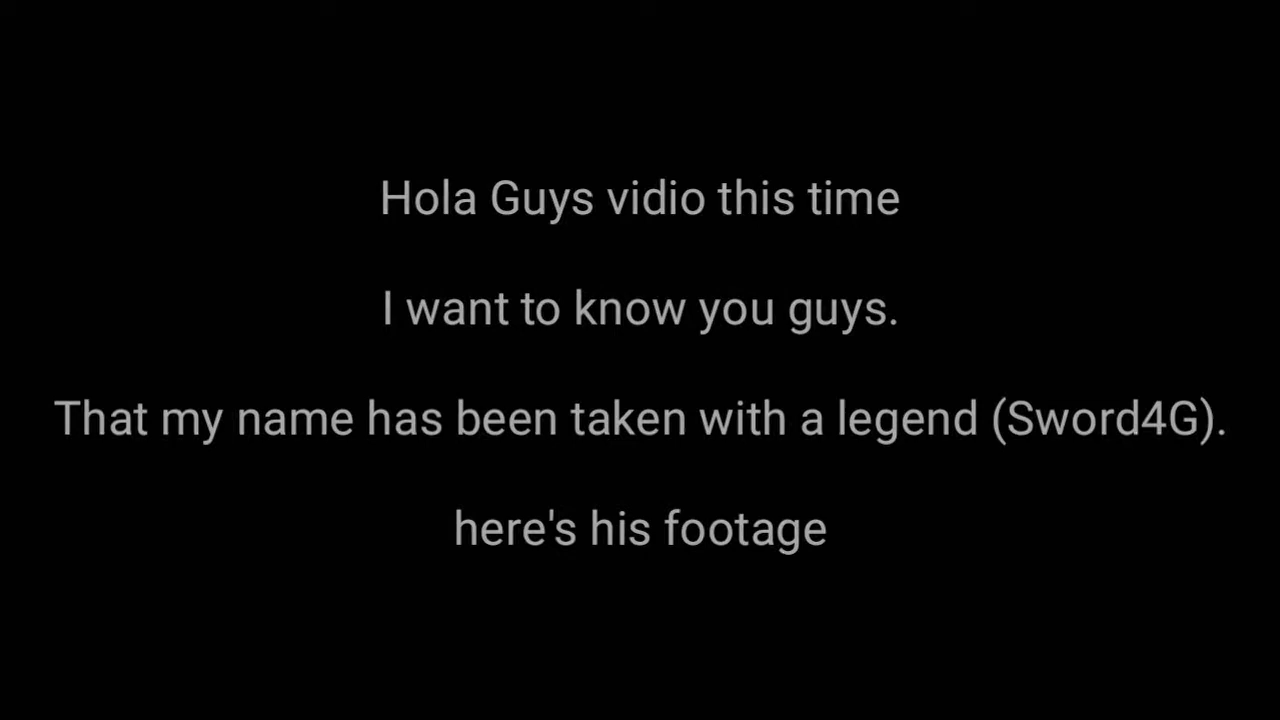 Hola Guys vidio this time
I want to know you guys.
That my name has been taken with a legend (Sword4G).
here's his footage